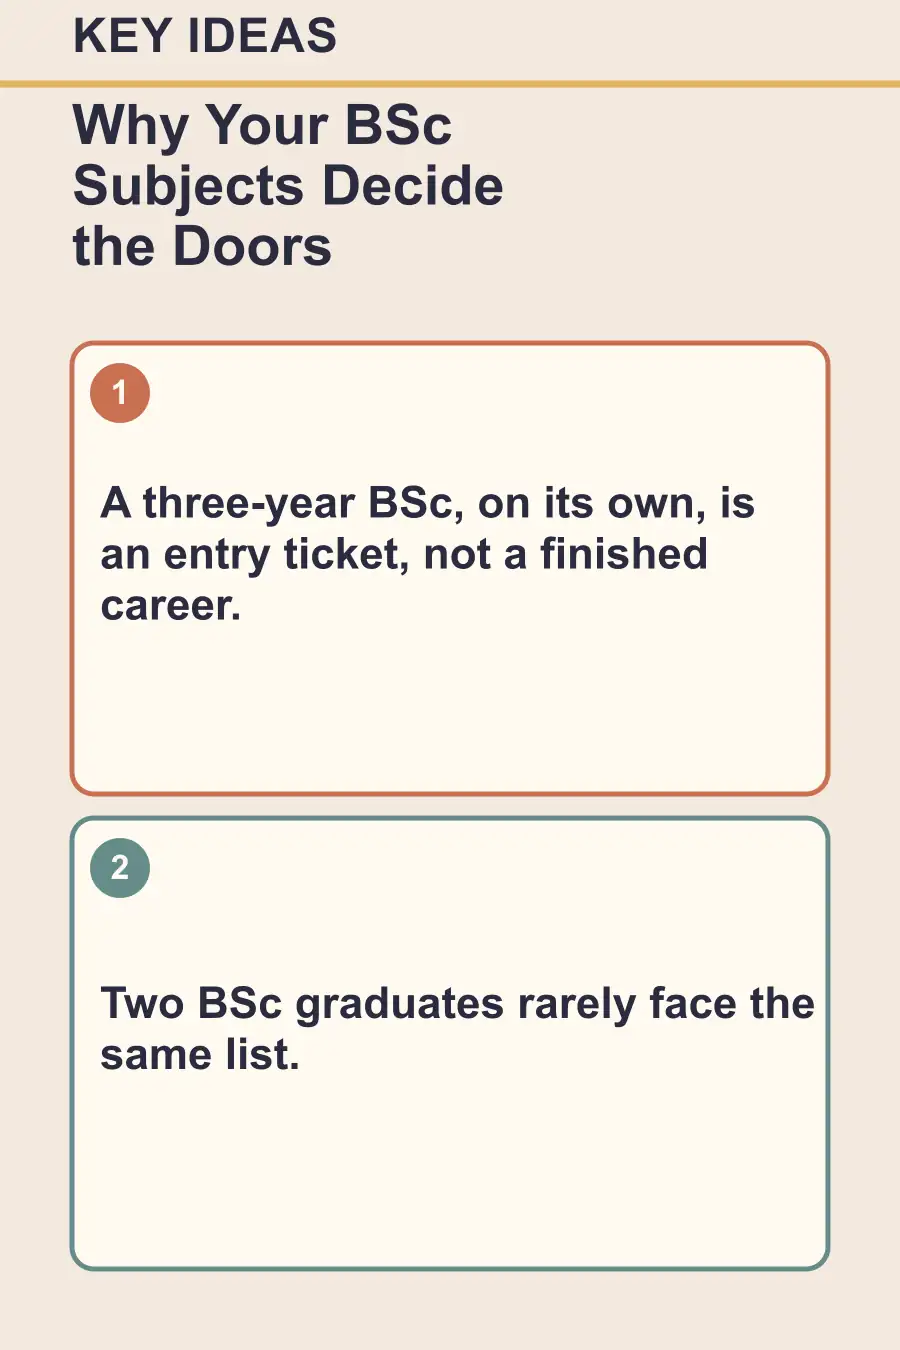 KEY IDEAS
Why Your BSc
Subjects Decide
the Doors
1
A three-year BSc, on its own, is
an entry ticket, not a finished
career.
2
Two BSc graduates rarely face the
same list.